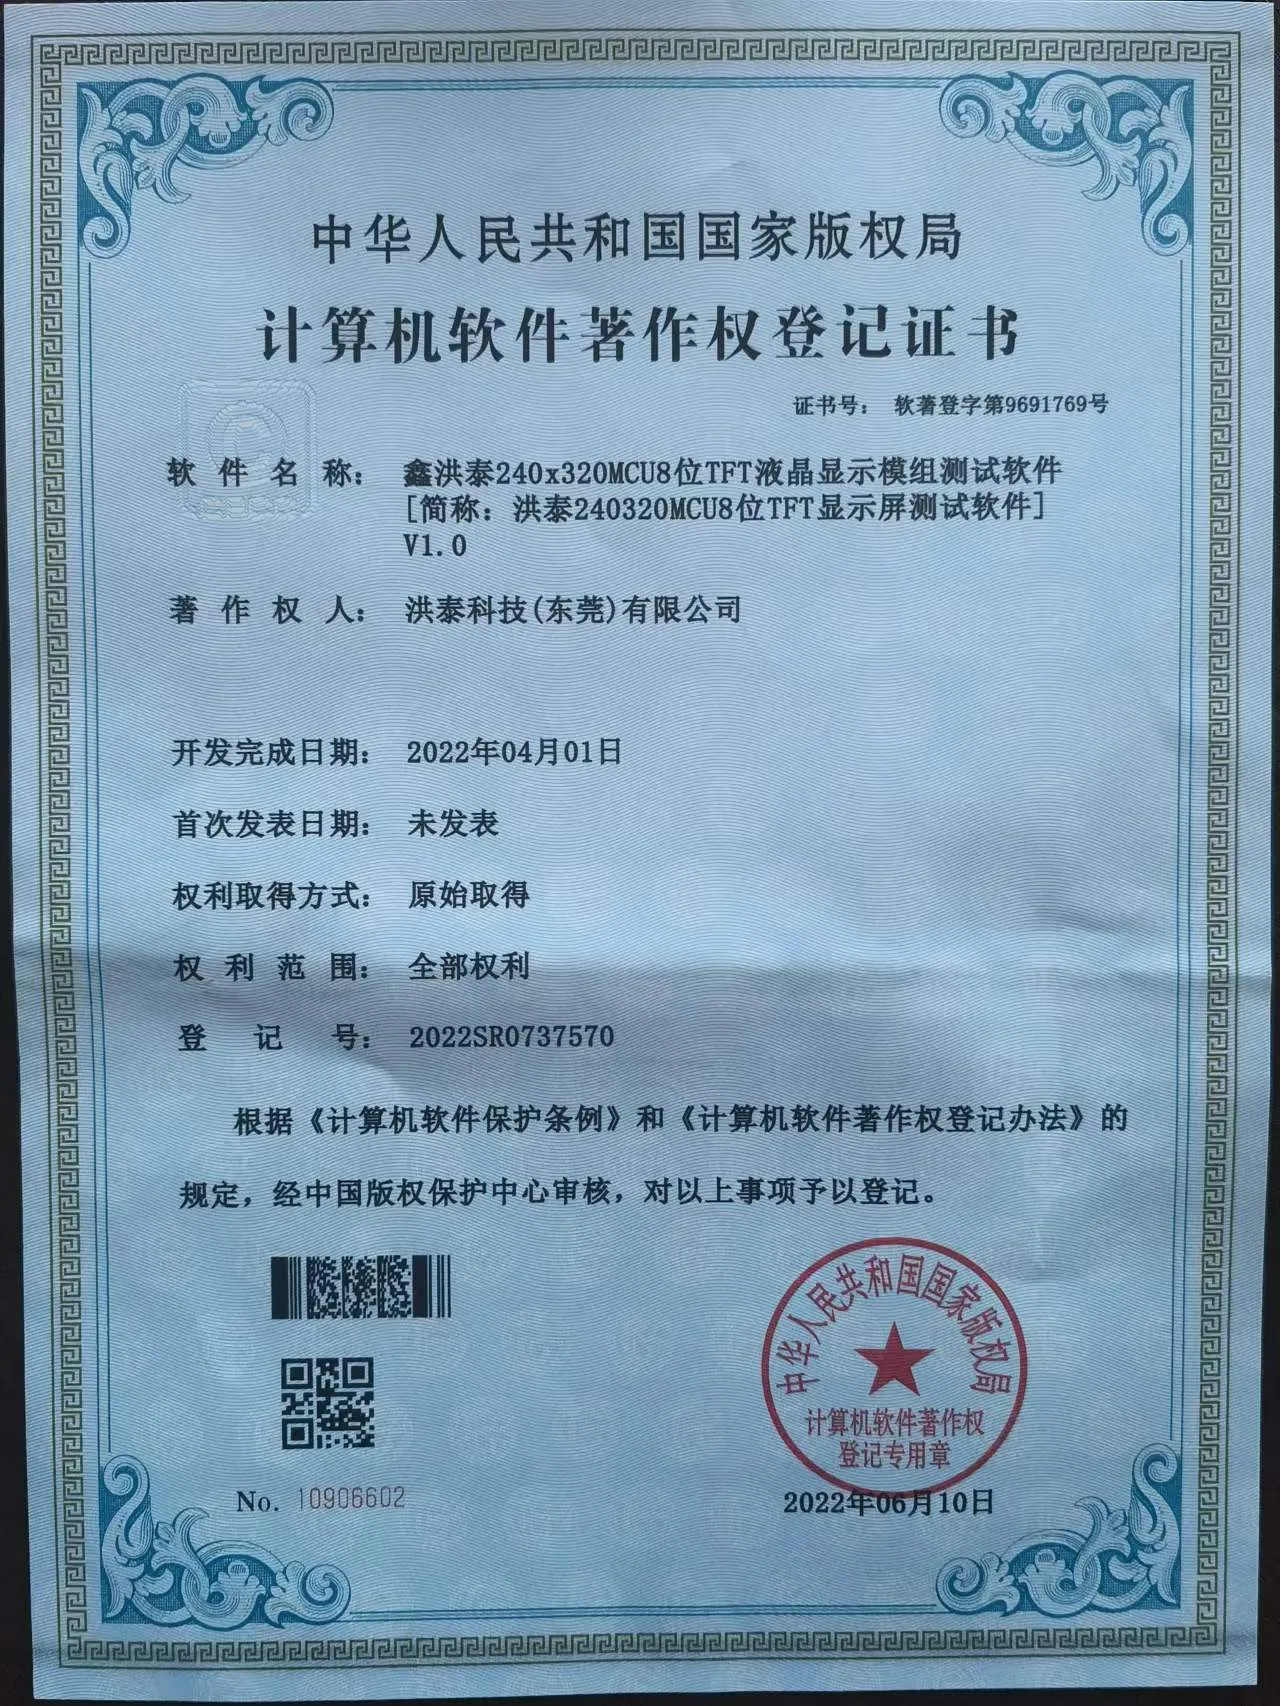 中华人民共和国国家版权局
计算机软件著作权登记证书
证书号： 软著登字第9691769号
软件名称： 鑫洪泰240x320MCU8位TFT液晶显示模组测试软件
[简称：洪泰240320MCU8位TFT显示屏测试软件]
V1.0
著作权人： 洪泰科技(东莞)有限公司
开发完成日期： 2022年04月01日
首次发表日期： 未发表
权利取得方式： 原始取得
权利范围： 全部权利
登记号： 2022SR0737570
根据《计算机软件保护条例》和《计算机软件著作权登记办法》的
规定，经中国版权保护中心审核，对以上事项予以登记。
中华人民共和国国家版权局
计算机软件著作权
登记专用章
No. 10906602
2022年06月10日